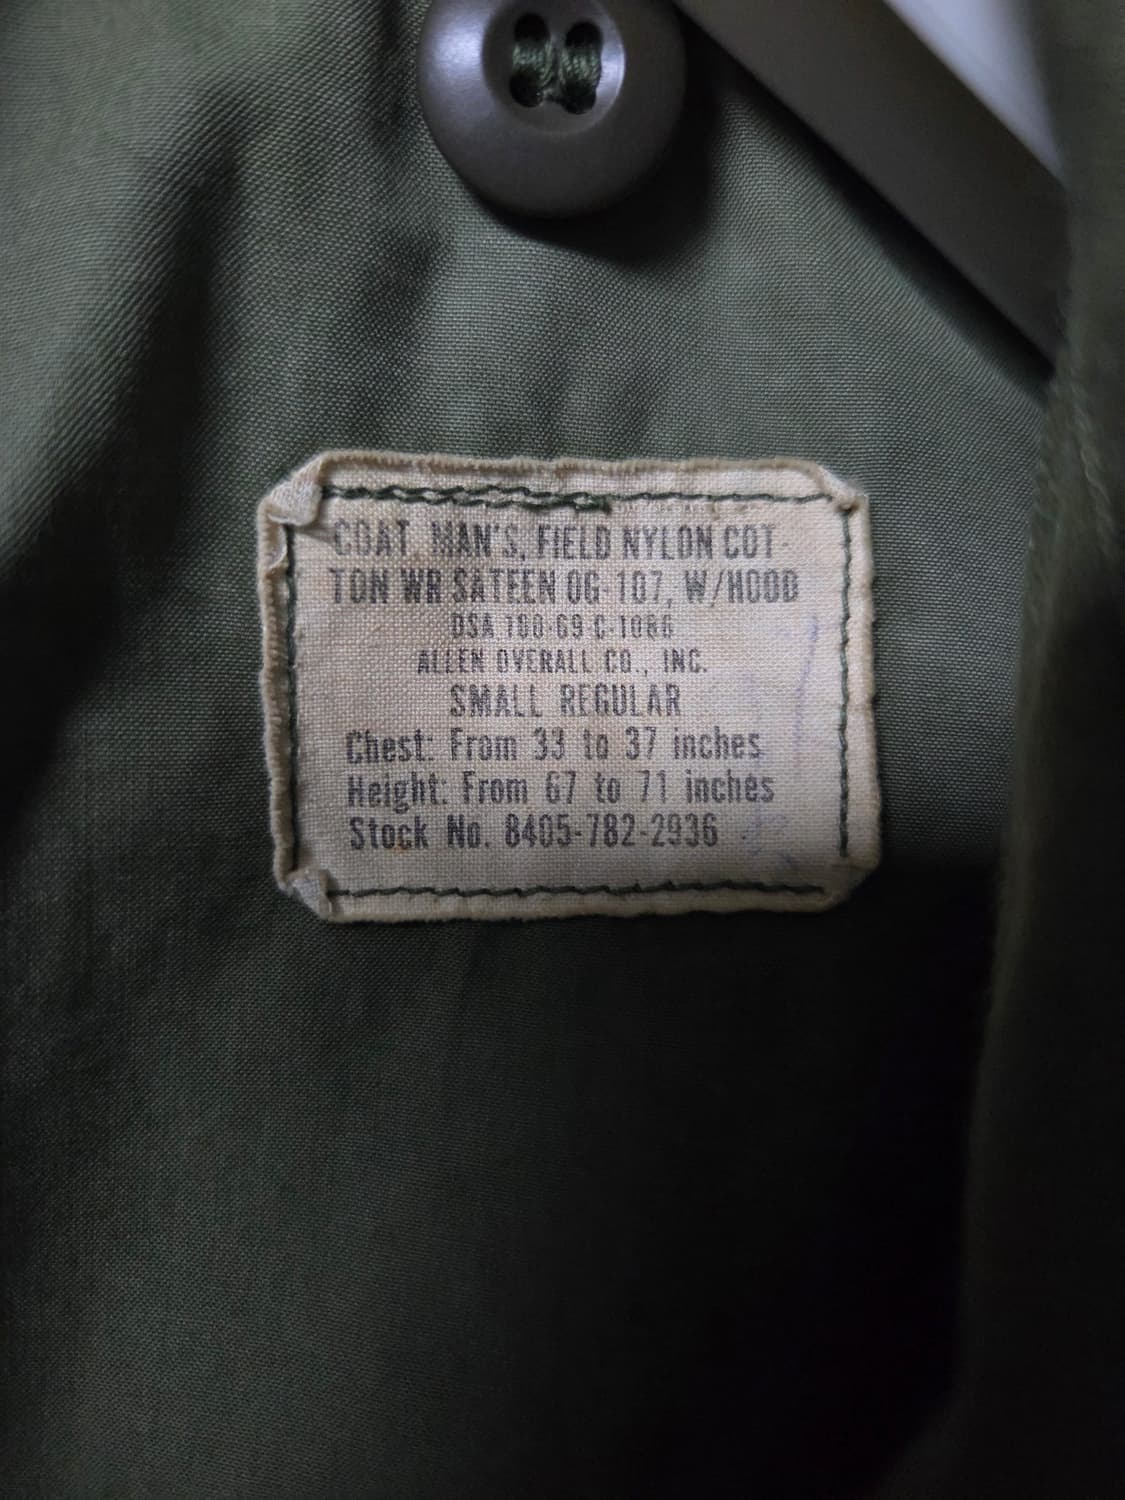 COAT, MAN'S, FIELD NYLON COT-
TON WR SATEEN OG-107, W/HOOD
DSA 100-69-C-1086
ALLEN OVERALL CO., INC.
SMALL REGULAR
Chest: From 33 to 37 inches
Height: From 67 to 71 inches
Stock No. 8405-782-2936